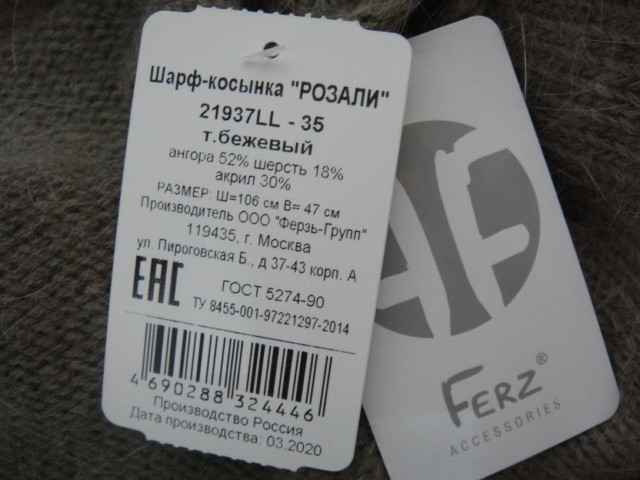 Шарф-косынка "РОЗАЛИ"
21937LL - 35
т.бежевый
ангора 52% шерсть 18%
акрил 30%
РАЗМЕР: Ш=106 см В= 47 см
Производитель ООО "Ферзь-Групп"
119435, г. Москва
ул. Пироговская Б., д 37-43 корп. А
EAC
ГОСТ 5274-90
ТУ 8455-001-97221297-2014
4 690288 324446
Производство Россия
Дата производства: 03.2020
FERZ®
ACCESSORIES